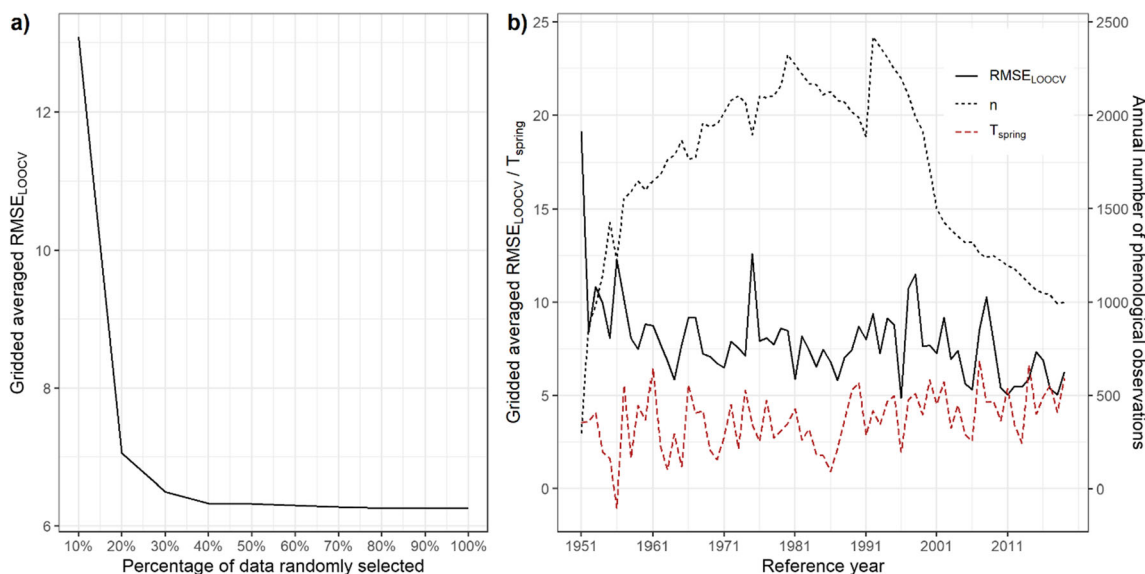 a)
Gridded averaged RMSE_LOOCV
12
10
8
6
10% 20% 30% 40% 50% 60% 70% 80% 90% 100%
Percentage of data randomly selected
b)
Gridded averaged RMSE_LOOCV / T_spring
25
20
15
10
5
0
RMSE_LOOCV
n
T_spring
2500
2000
1500
1000
500
0
Annual number of phenological observations
1951 1961 1971 1981 1991 2001 2011
Reference year